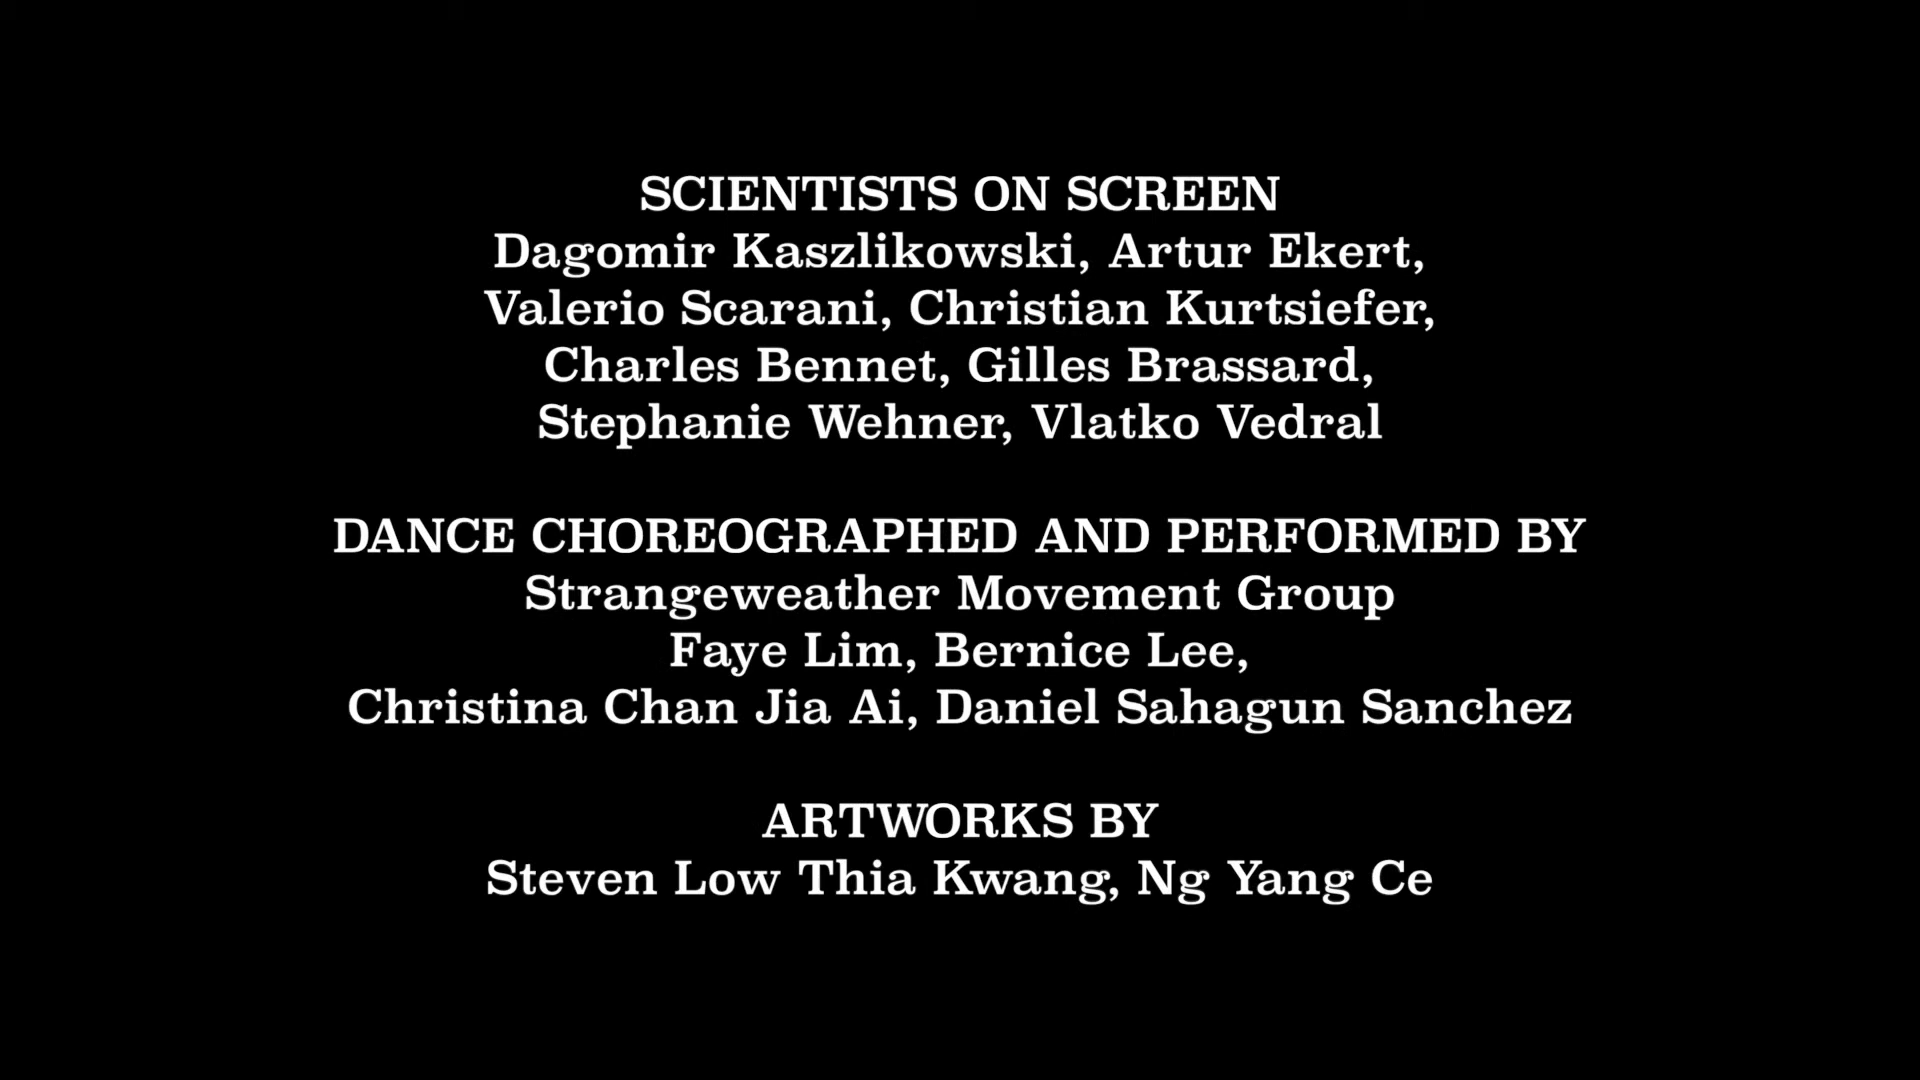 SCIENTISTS ON SCREEN
Dagomir Kaszlikowski, Artur Ekert,
Valerio Scarani, Christian Kurtsiefer,
Charles Bennet, Gilles Brassard,
Stephanie Wehner, Vlatko Vedral
DANCE CHOREOGRAPHED AND PERFORMED BY
Strangeweather Movement Group
Faye Lim, Bernice Lee,
Christina Chan Jia Ai, Daniel Sahagun Sanchez
ARTWORKS BY
Steven Low Thia Kwang, Ng Yang Ce